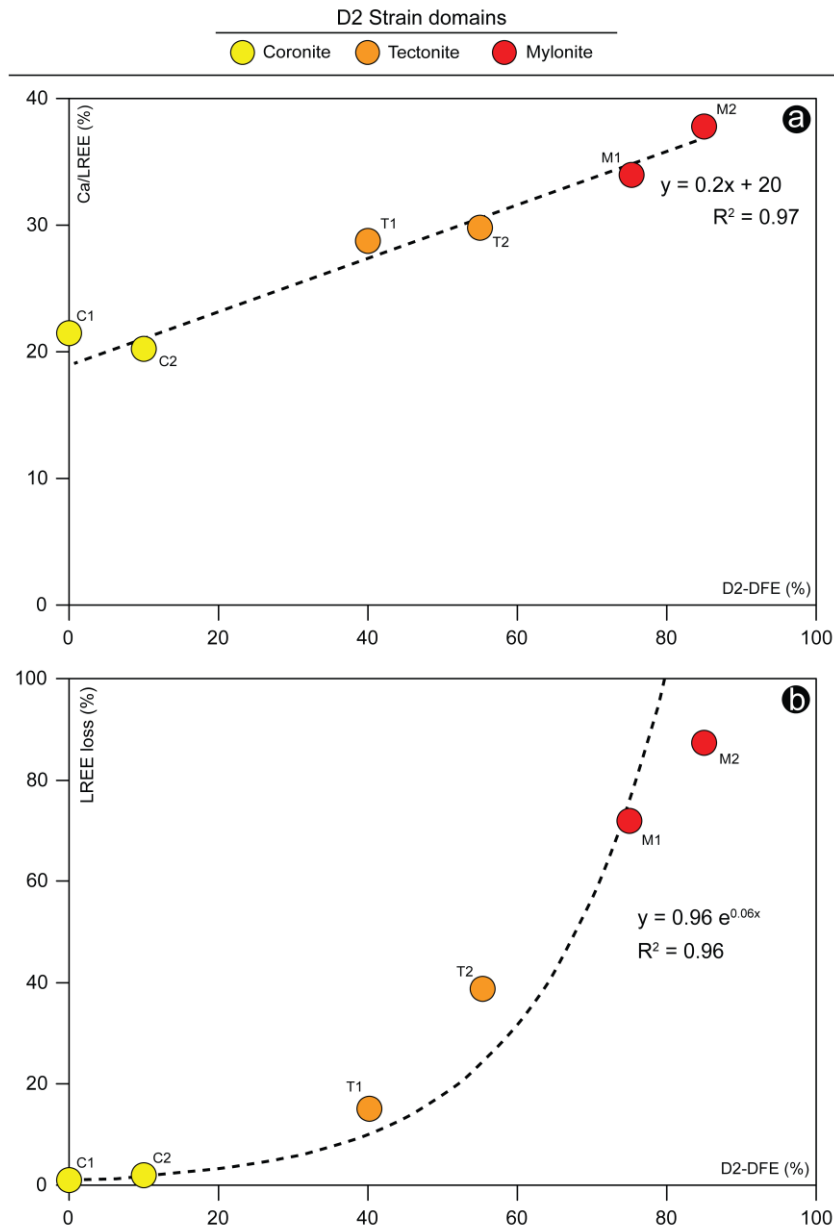 D2 Strain domains
Coronite Tectonite Mylonite
a
Ca/LREE (%)
40
30
20
10
0
C1
C2
T1
T2
M1
M2
y = 0.2x + 20
R² = 0.97
D2-DFE (%)
0 20 40 60 80 100
b
LREE loss (%)
100
80
60
40
20
0
C1
C2
T1
T2
M1
M2
y = 0.96 e^0.06x
R² = 0.96
D2-DFE (%)
0 20 40 60 80 100